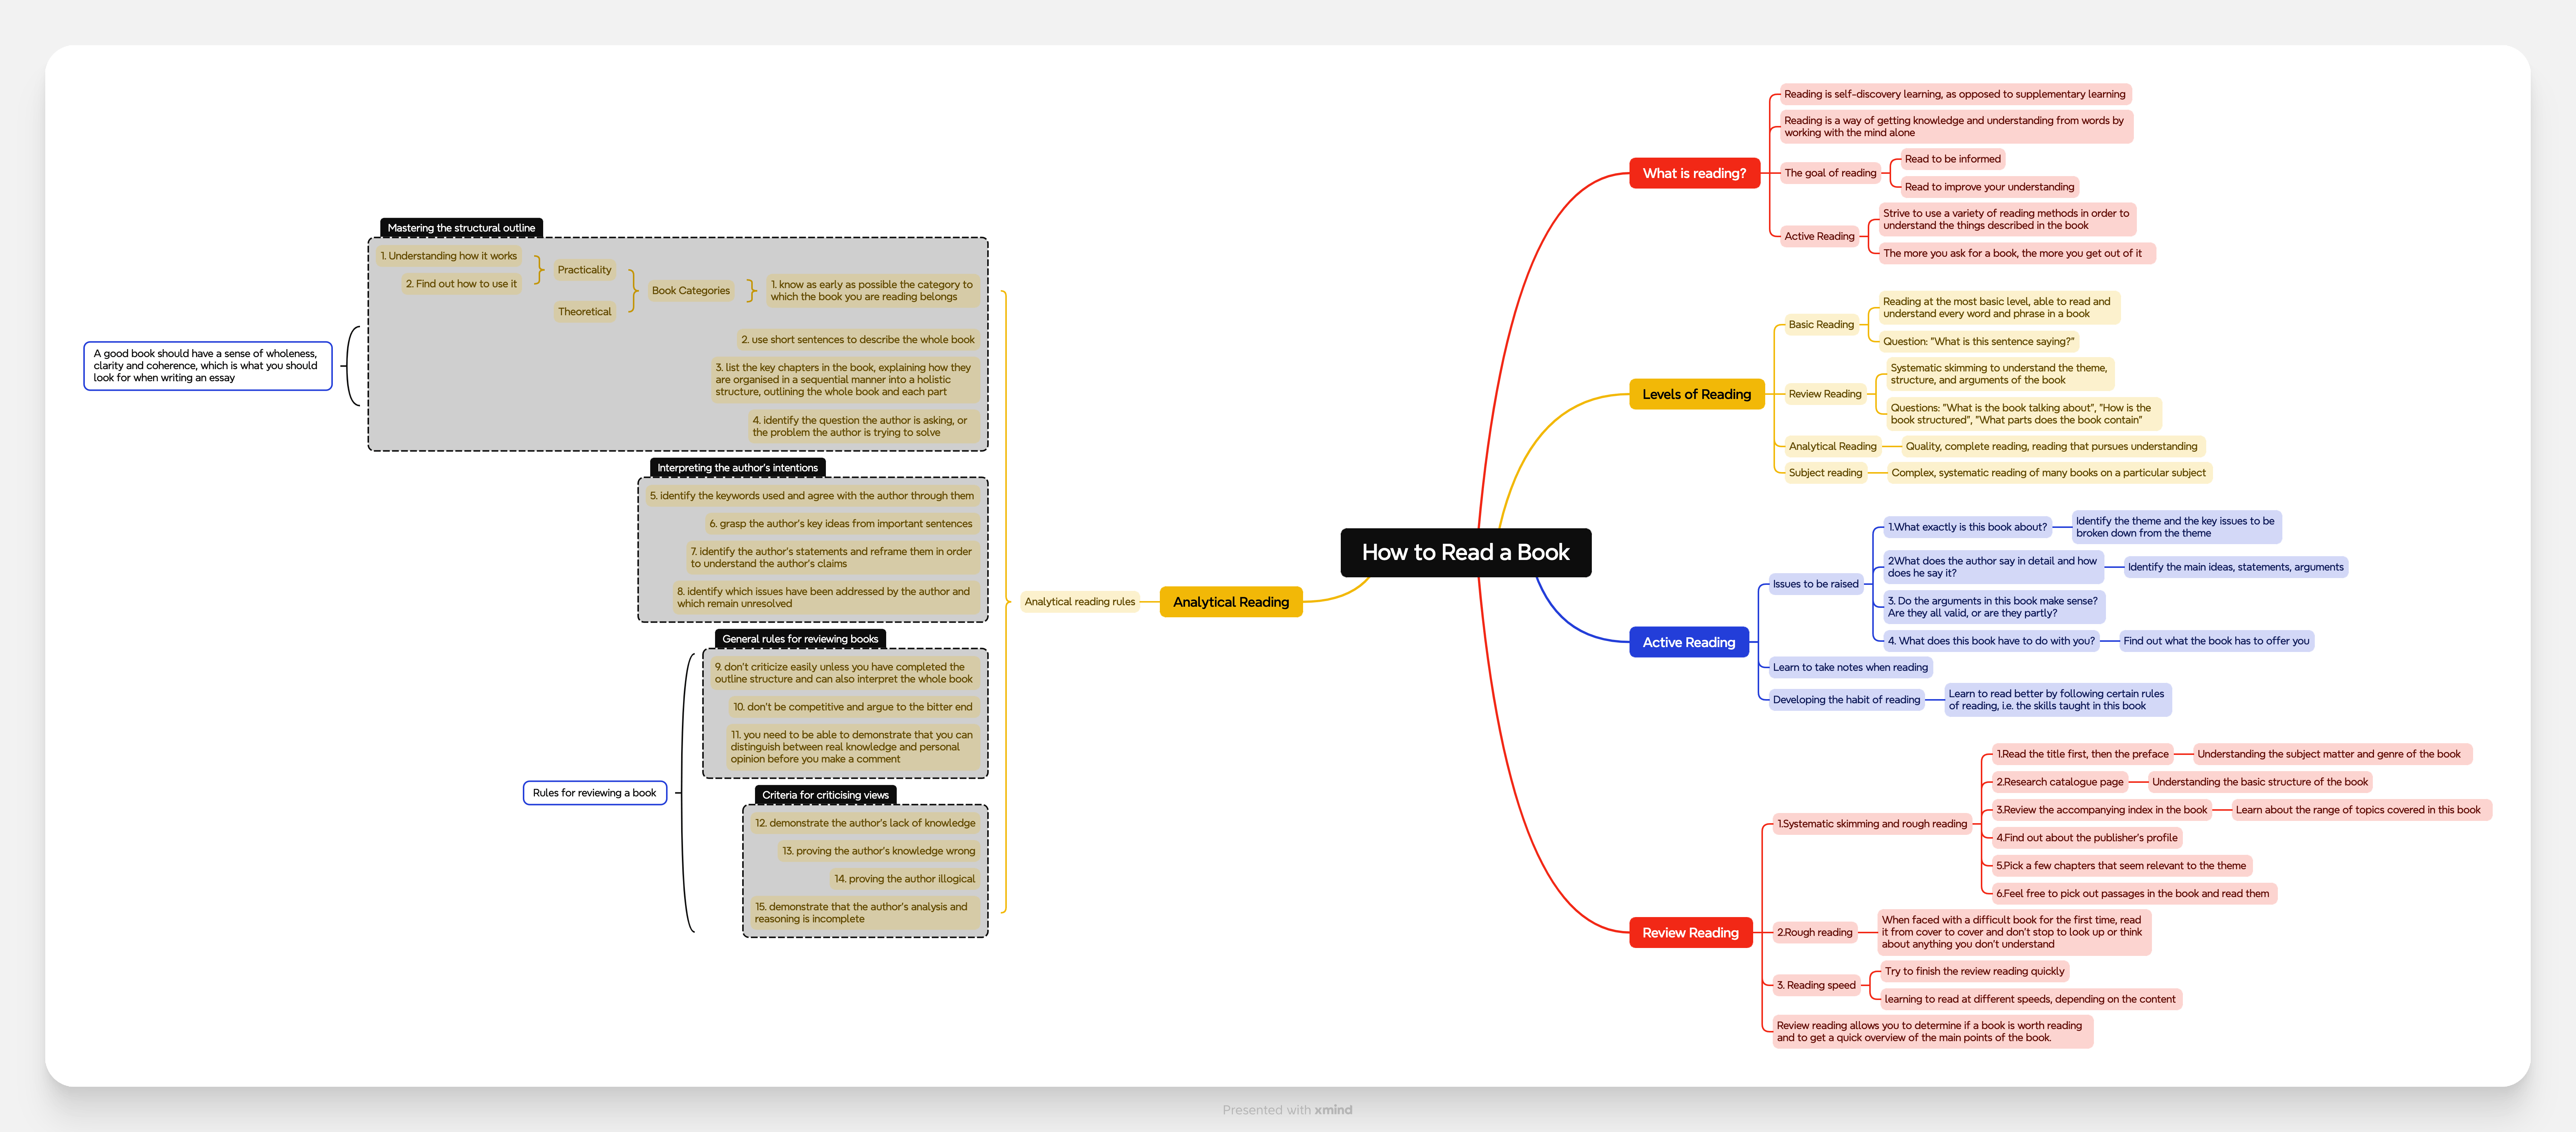 How to Read a Book
What is reading?
Reading is self-discovery learning, as opposed to supplementary learning
Reading is a way of getting knowledge and understanding from words by
working with the mind alone
The goal of reading
Read to be informed
Read to improve your understanding
Active Reading
Strive to use a variety of reading methods in order to
understand the things described in the book
The more you ask for a book, the more you get out of it
Levels of Reading
Basic Reading
Reading at the most basic level, able to read and
understand every word and phrase in a book
Question: "What is this sentence saying?"
Review Reading
Systematic skimming to understand the theme,
structure, and arguments of the book
Questions: "What is the book talking about", "How is the
book structured", "What parts does the book contain"
Analytical Reading
Quality, complete reading, reading that pursues understanding
Subject reading
Complex, systematic reading of many books on a particular subject
Active Reading
Issues to be raised
1.What exactly is this book about?
Identify the theme and the key issues to be
broken down from the theme
2What does the author say in detail and how
does he say it?
Identify the main ideas, statements, arguments
3. Do the arguments in this book make sense?
Are they all valid, or are they partly?
4. What does this book have to do with you?
Find out what the book has to offer you
Learn to take notes when reading
Developing the habit of reading
Learn to read better by following certain rules
of reading, i.e. the skills taught in this book
Review Reading
1.Systematic skimming and rough reading
1.Read the title first, then the preface
Understanding the subject matter and genre of the book
2.Research catalogue page
Understanding the basic structure of the book
3.Review the accompanying index in the book
Learn about the range of topics covered in this book
4.Find out about the publisher's profile
5.Pick a few chapters that seem relevant to the theme
6.Feel free to pick out passages in the book and read them
2.Rough reading
When faced with a difficult book for the first time, read
it from cover to cover and don't stop to look up or think
about anything you don't understand
3. Reading speed
Try to finish the review reading quickly
learning to read at different speeds, depending on the content
Review reading allows you to determine if a book is worth reading
and to get a quick overview of the main points of the book.
Analytical Reading
Analytical reading rules
Mastering the structural outline
1. know as early as possible the category to
which the book you are reading belongs
Book Categories
Practicality
1. Understanding how it works
2. Find out how to use it
Theoretical
2. use short sentences to describe the whole book
3. list the key chapters in the book, explaining how they
are organised in a sequential manner into a holistic
structure, outlining the whole book and each part
4. identify the question the author is asking, or
the problem the author is trying to solve
A good book should have a sense of wholeness,
clarity and coherence, which is what you should
look for when writing an essay
Interpreting the author's intentions
5. identify the keywords used and agree with the author through them
6. grasp the author's key ideas from important sentences
7. identify the author's statements and reframe them in order
to understand the author's claims
8. identify which issues have been addressed by the author and
which remain unresolved
General rules for reviewing books
9. don't criticize easily unless you have completed the
outline structure and can also interpret the whole book
10. don't be competitive and argue to the bitter end
11. you need to be able to demonstrate that you can
distinguish between real knowledge and personal
opinion before you make a comment
Rules for reviewing a book
Criteria for criticising views
12. demonstrate the author's lack of knowledge
13. proving the author's knowledge wrong
14. proving the author illogical
15. demonstrate that the author's analysis and
reasoning is incomplete
Presented with xmind